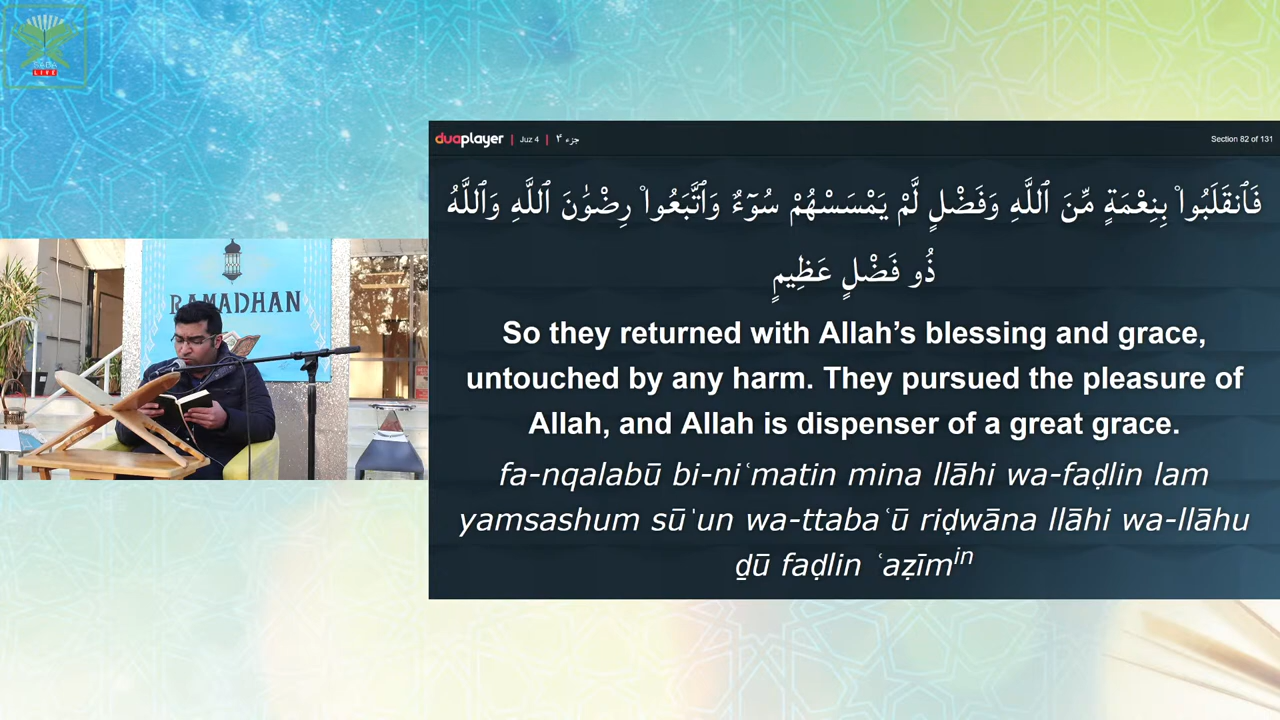 LIVE
duaplayer | Juz 4 | جزء ۴
Section 82 of 131
فَٱنقَلَبُوا۟ بِنِعْمَةٍ مِّنَ ٱللَّهِ وَفَضْلٍ لَّمْ يَمْسَسْهُمْ سُوٓءٌ وَٱتَّبَعُوا۟ رِضْوَٰنَ ٱللَّهِ وَٱللَّهُ
ذُو فَضْلٍ عَظِيمٍ
So they returned with Allah’s blessing and grace,
untouched by any harm. They pursued the pleasure of
Allah, and Allah is dispenser of a great grace.
fa-nqalabū bi-niʿmatin mina llāhi wa-faḍlin lam
yamsashum sūʾun wa-ttabaʿū riḍwāna llāhi wa-llāhu
ḏū faḍlin ʿaẓīmⁱⁿ
RAMADHAN